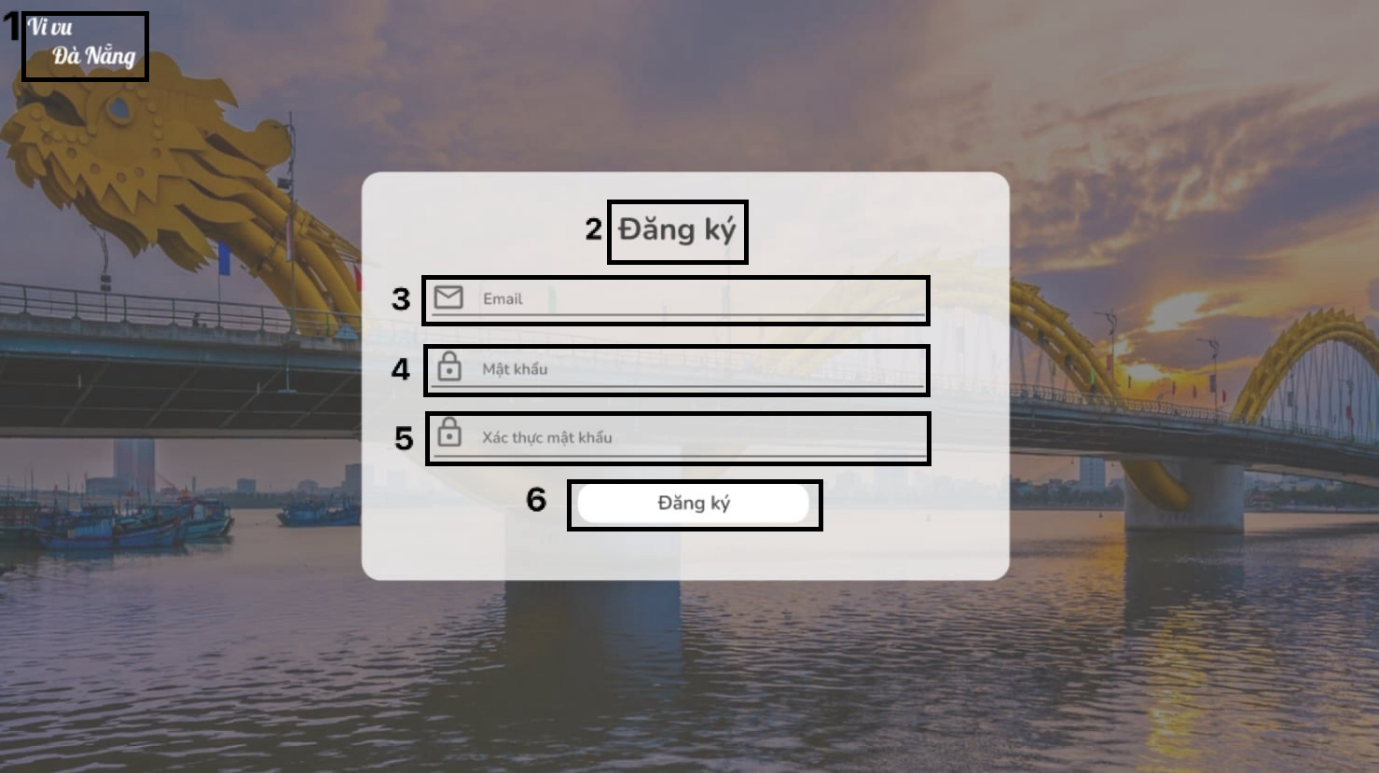 1 Vi vu
Đà Nẵng
2 Đăng ký
3 Email
4 Mật khẩu
5 Xác thực mật khẩu
6 Đăng ký